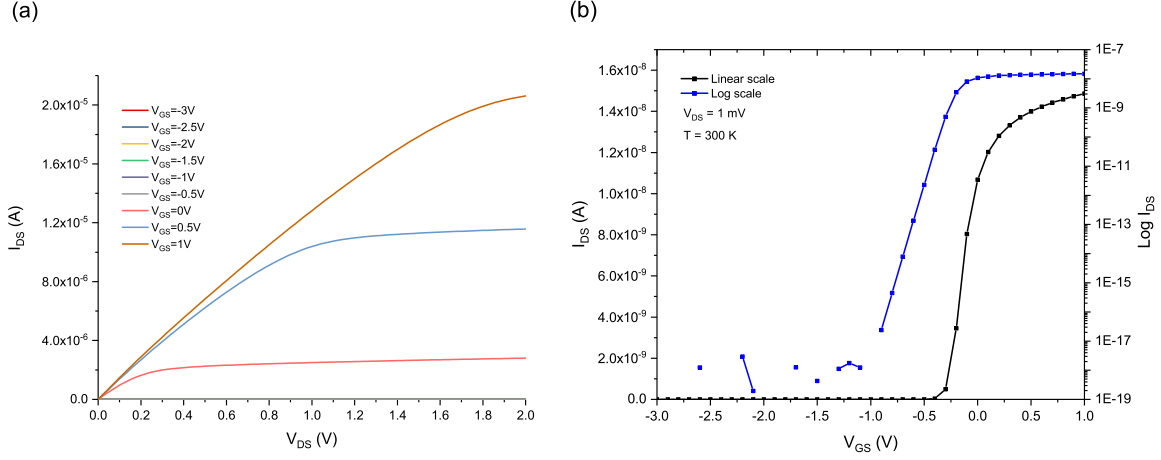 (a)
I_DS (A)
2.0x10⁻⁵
1.6x10⁻⁵
1.2x10⁻⁵
8.0x10⁻⁶
4.0x10⁻⁶
0.0
V_GS=-3V
V_GS=-2.5V
V_GS=-2V
V_GS=-1.5V
V_GS=-1V
V_GS=-0.5V
V_GS=0V
V_GS=0.5V
V_GS=1V
0.0 0.2 0.4 0.6 0.8 1.0 1.2 1.4 1.6 1.8 2.0
V_DS (V)
(b)
I_DS (A)
1.6x10⁻⁸
1.4x10⁻⁸
1.2x10⁻⁸
1.0x10⁻⁸
8.0x10⁻⁹
6.0x10⁻⁹
4.0x10⁻⁹
2.0x10⁻⁹
0.0
Linear scale
Log scale
V_DS = 1 mV
T = 300 K
-3.0 -2.5 -2.0 -1.5 -1.0 -0.5 0.0 0.5 1.0
V_GS (V)
1E-7
1E-9
1E-11
1E-13
1E-15
1E-17
1E-19
Log I_DS